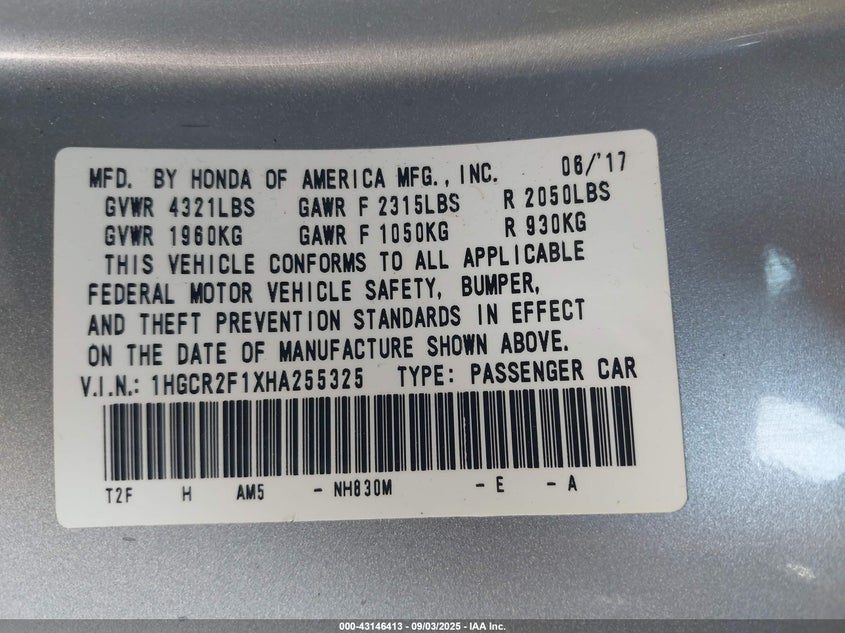 MFD. BY HONDA OF AMERICA MFG., INC. 06/'17
GVWR 4321LBS GAWR F 2315LBS R 2050LBS
GVWR 1960KG GAWR F 1050KG R 930KG
THIS VEHICLE CONFORMS TO ALL APPLICABLE
FEDERAL MOTOR VEHICLE SAFETY, BUMPER,
AND THEFT PREVENTION STANDARDS IN EFFECT
ON THE DATE OF MANUFACTURE SHOWN ABOVE.
V.I.N.: 1HGCR2F1XHA255325 TYPE: PASSENGER CAR
T2F H AM5 - NH830M - E - A
000-43146413 - 09/03/2025 - IAA Inc.